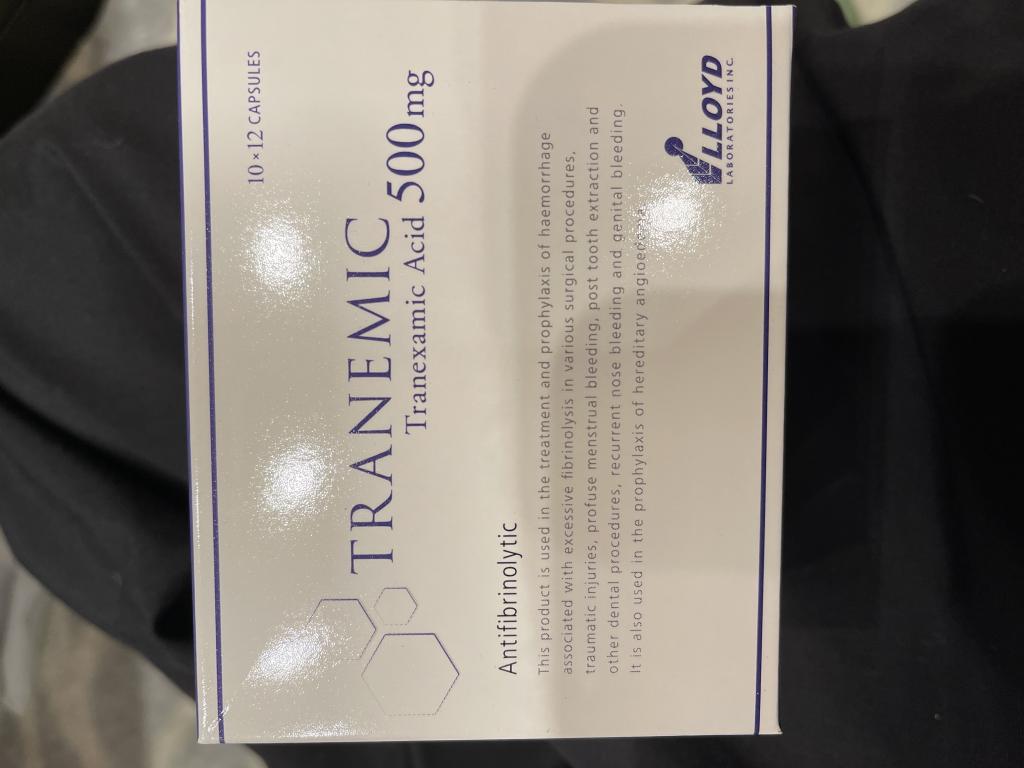 10×12 CAPSULES
TRANEMIC
Tranexamic Acid 500mg
Antifibrinolytic
This product is used in the treatment and prophylaxis of haemorrhage
associated with excessive fibrinolysis in various surgical procedures,
traumatic injuries, profuse menstrual bleeding, post tooth extraction and
other dental procedures, recurrent nose bleeding and genital bleeding.
It is also used in the prophylaxis of hereditary
LLOYD
LABORATORIES INC.